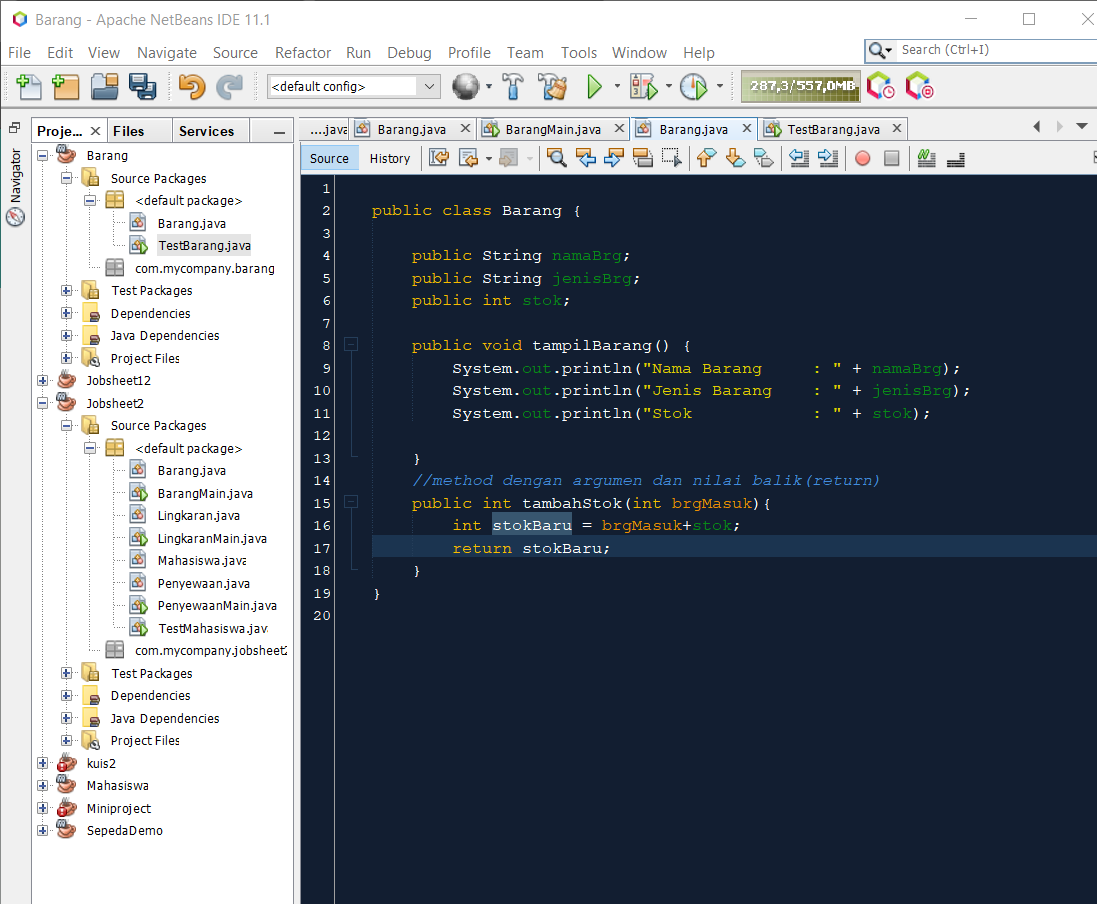 Barang - Apache NetBeans IDE 11.1
File Edit View Navigate Source Refactor Run Debug Profile Team Tools Window Help
Search (Ctrl+I)
<default config>
287,3/557,0MB
Navigator
Proje... Files Services
Barang
Source Packages
<default package>
Barang.java
TestBarang.java
com.mycompany.barang
Test Packages
Dependencies
Java Dependencies
Project Files
Jobsheet12
Jobsheet2
Source Packages
<default package>
Barang.java
BarangMain.java
Lingkaran.java
LingkaranMain.java
Mahasiswa.java
Penyewaan.java
PenyewaanMain.java
TestMahasiswa.jav
com.mycompany.jobsheet2
Test Packages
Dependencies
Java Dependencies
Project Files
kuis2
Mahasiswa
Miniproject
SepedaDemo
....java Barang.java BarangMain.java Barang.java TestBarang.java
Source History
1
2 public class Barang {
3
4 public String namaBrg;
5 public String jenisBrg;
6 public int stok;
7
8 public void tampilBarang() {
9 System.out.println("Nama Barang     : " + namaBrg);
10 System.out.println("Jenis Barang    : " + jenisBrg);
11 System.out.println("Stok            : " + stok);
12
13 }
14 //method dengan argumen dan nilai balik(return)
15 public int tambahStok(int brgMasuk){
16 int stokBaru = brgMasuk+stok;
17 return stokBaru;
18 }
19 }
20